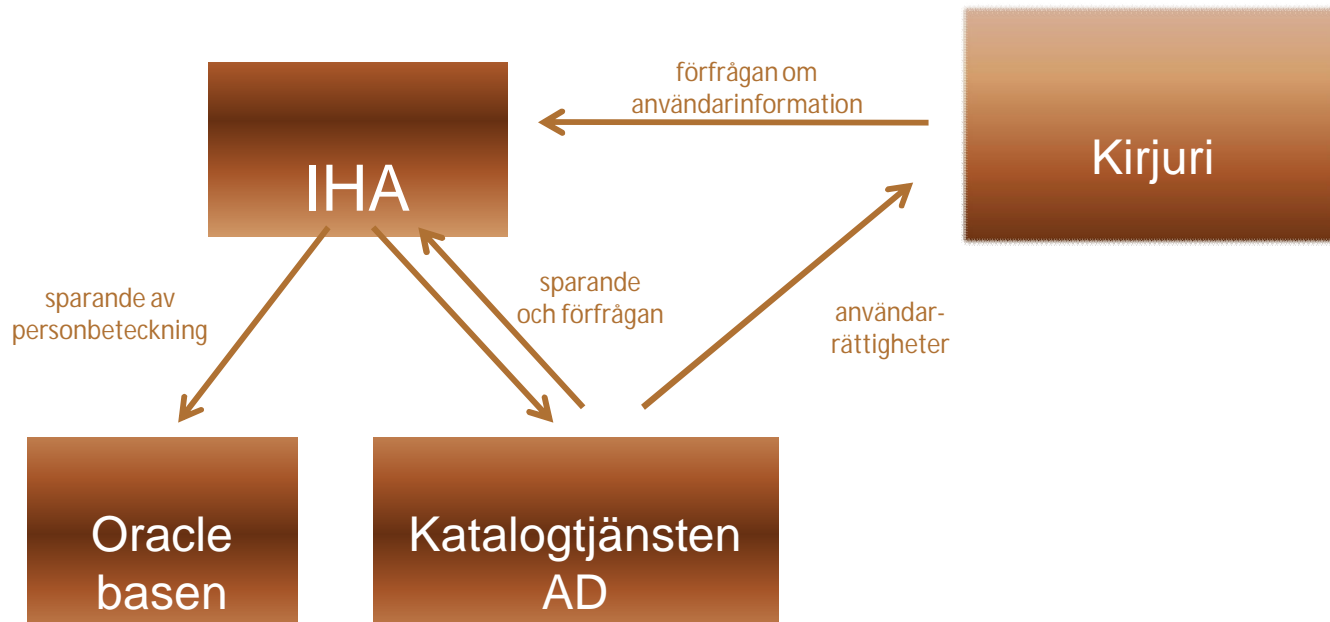 förfrågan om
användarinformation
IHA
Kirjuri
sparande av
personbeteckning
sparande
och förfrågan
användar-
rättigheter
Oracle
basen
Katalogtjänsten
AD